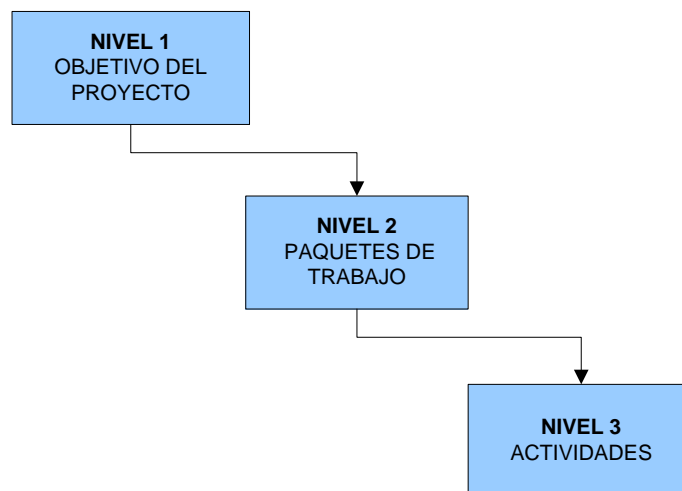 NIVEL 1
OBJETIVO DEL
PROYECTO
NIVEL 2
PAQUETES DE
TRABAJO
NIVEL 3
ACTIVIDADES